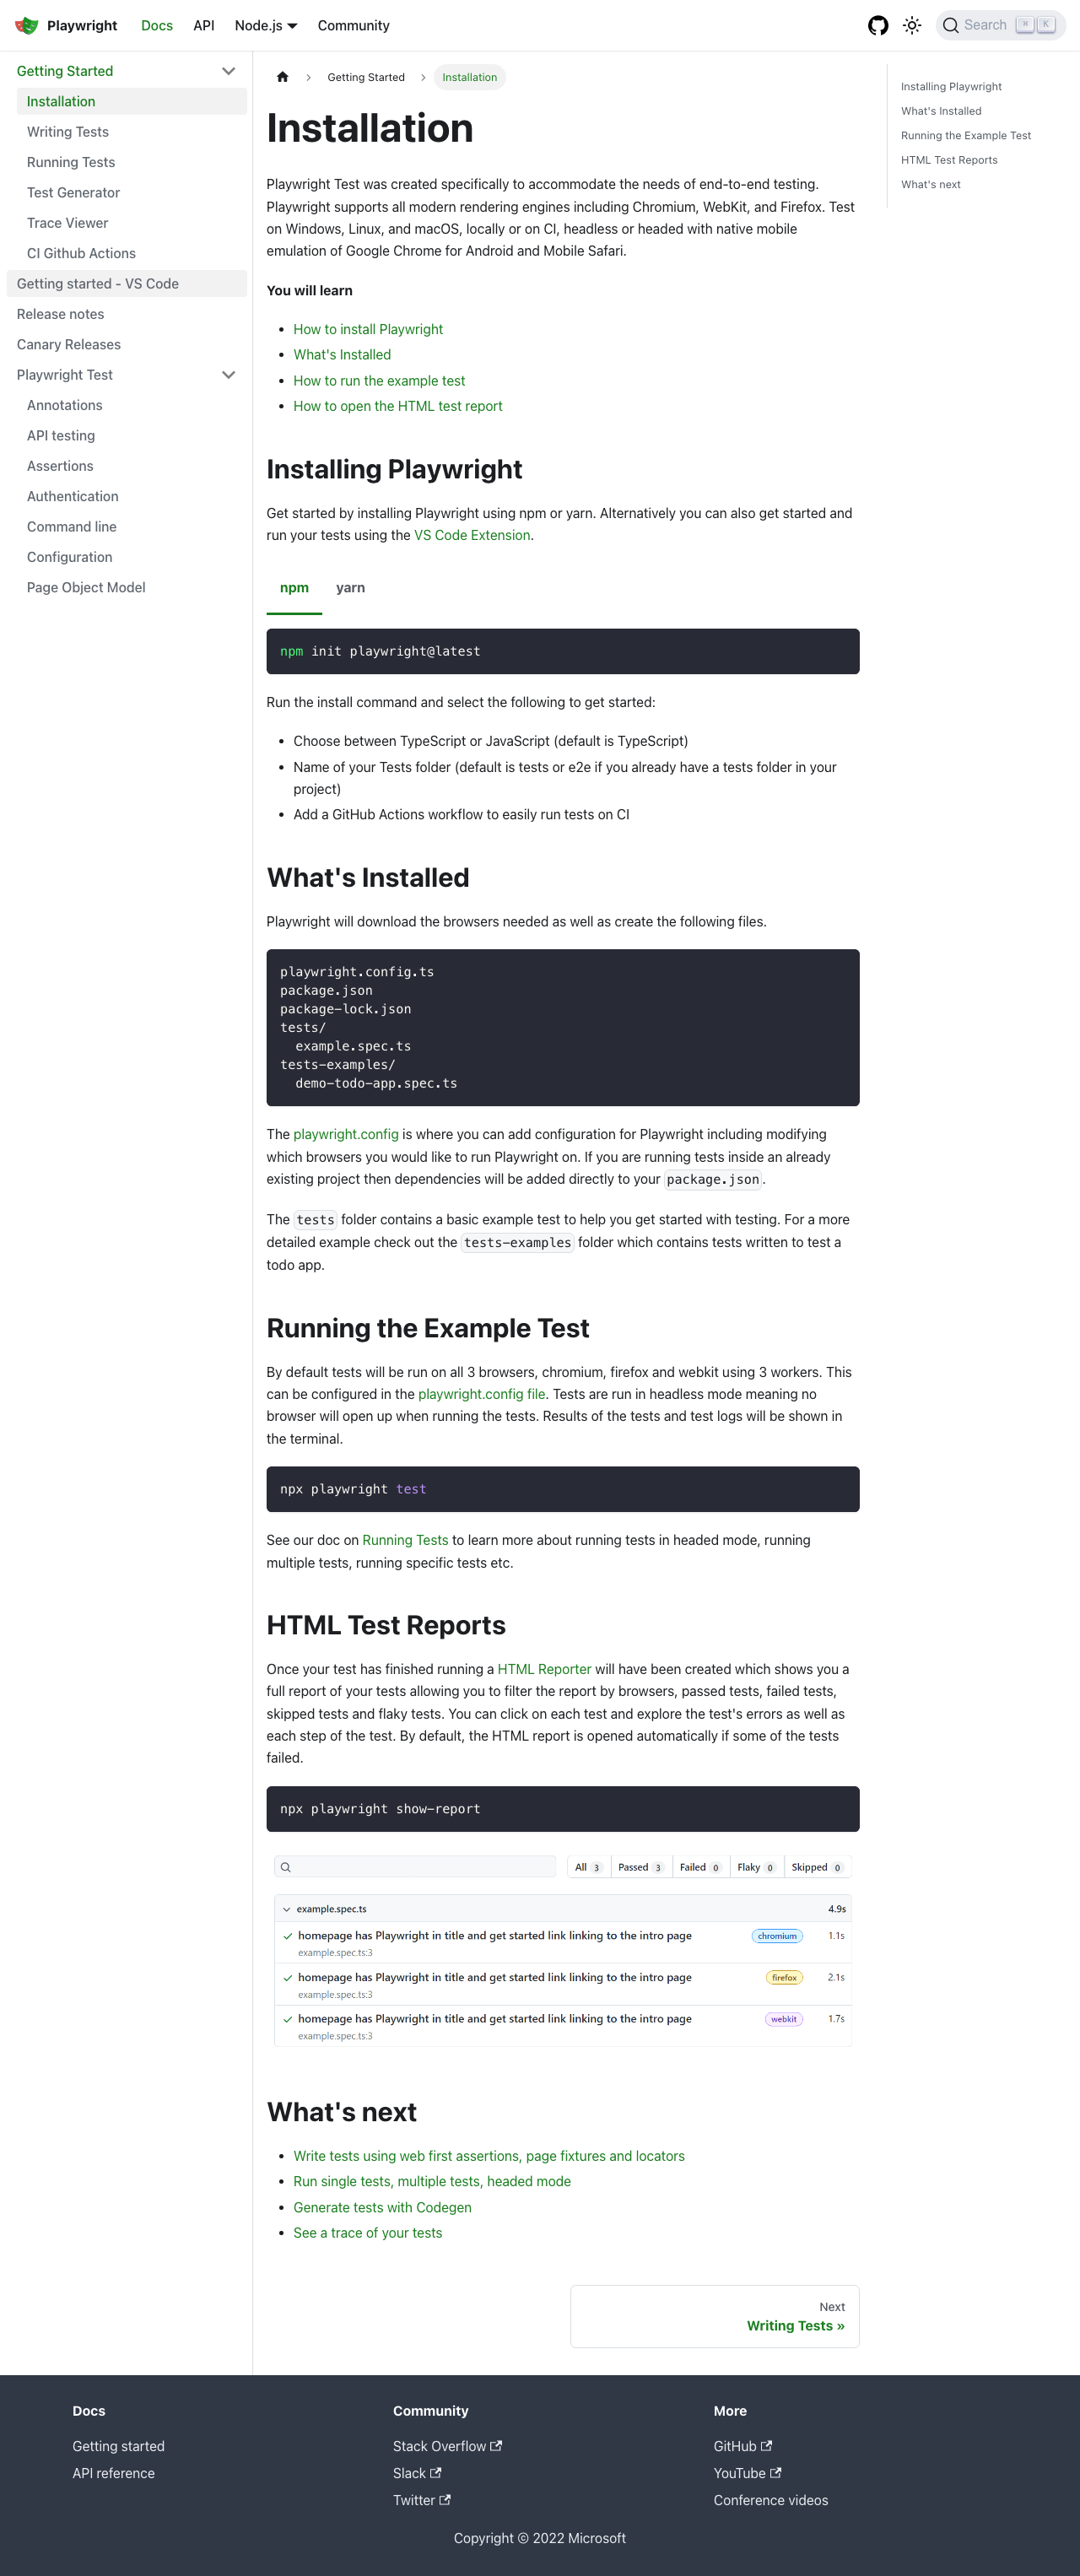 Playwright Docs API Node.js Community Search ⌘ K
Getting Started
Installation
Writing Tests
Running Tests
Test Generator
Trace Viewer
CI Github Actions
Getting started - VS Code
Release notes
Canary Releases
Playwright Test
Annotations
API testing
Assertions
Authentication
Command line
Configuration
Page Object Model
Getting Started > Installation
Installation
Playwright Test was created specifically to accommodate the needs of end-to-end testing.
Playwright supports all modern rendering engines including Chromium, WebKit, and Firefox. Test
on Windows, Linux, and macOS, locally or on CI, headless or headed with native mobile
emulation of Google Chrome for Android and Mobile Safari.
You will learn
• How to install Playwright
• What's Installed
• How to run the example test
• How to open the HTML test report
Installing Playwright
Get started by installing Playwright using npm or yarn. Alternatively you can also get started and
run your tests using the VS Code Extension.
npm yarn
npm init playwright@latest
Run the install command and select the following to get started:
• Choose between TypeScript or JavaScript (default is TypeScript)
• Name of your Tests folder (default is tests or e2e if you already have a tests folder in your
project)
• Add a GitHub Actions workflow to easily run tests on CI
What's Installed
Playwright will download the browsers needed as well as create the following files.
playwright.config.ts
package.json
package-lock.json
tests/
example.spec.ts
tests-examples/
demo-todo-app.spec.ts
The playwright.config is where you can add configuration for Playwright including modifying
which browsers you would like to run Playwright on. If you are running tests inside an already
existing project then dependencies will be added directly to your package.json.
The tests folder contains a basic example test to help you get started with testing. For a more
detailed example check out the tests-examples folder which contains tests written to test a
todo app.
Running the Example Test
By default tests will be run on all 3 browsers, chromium, firefox and webkit using 3 workers. This
can be configured in the playwright.config file. Tests are run in headless mode meaning no
browser will open up when running the tests. Results of the tests and test logs will be shown in
the terminal.
npx playwright test
See our doc on Running Tests to learn more about running tests in headed mode, running
multiple tests, running specific tests etc.
HTML Test Reports
Once your test has finished running a HTML Reporter will have been created which shows you a
full report of your tests allowing you to filter the report by browsers, passed tests, failed tests,
skipped tests and flaky tests. You can click on each test and explore the test's errors as well as
each step of the test. By default, the HTML report is opened automatically if some of the tests
failed.
npx playwright show-report
All 3 Passed 3 Failed 0 Flaky 0 Skipped 0
example.spec.ts 4.9s
homepage has Playwright in title and get started link linking to the intro page chromium 1.1s
example.spec.ts:3
homepage has Playwright in title and get started link linking to the intro page firefox 2.1s
example.spec.ts:3
homepage has Playwright in title and get started link linking to the intro page webkit 1.7s
example.spec.ts:3
What's next
• Write tests using web first assertions, page fixtures and locators
• Run single tests, multiple tests, headed mode
• Generate tests with Codegen
• See a trace of your tests
Next
Writing Tests »
Installing Playwright
What's Installed
Running the Example Test
HTML Test Reports
What's next
Docs
Getting started
API reference
Community
Stack Overflow
Slack
Twitter
More
GitHub
YouTube
Conference videos
Copyright © 2022 Microsoft